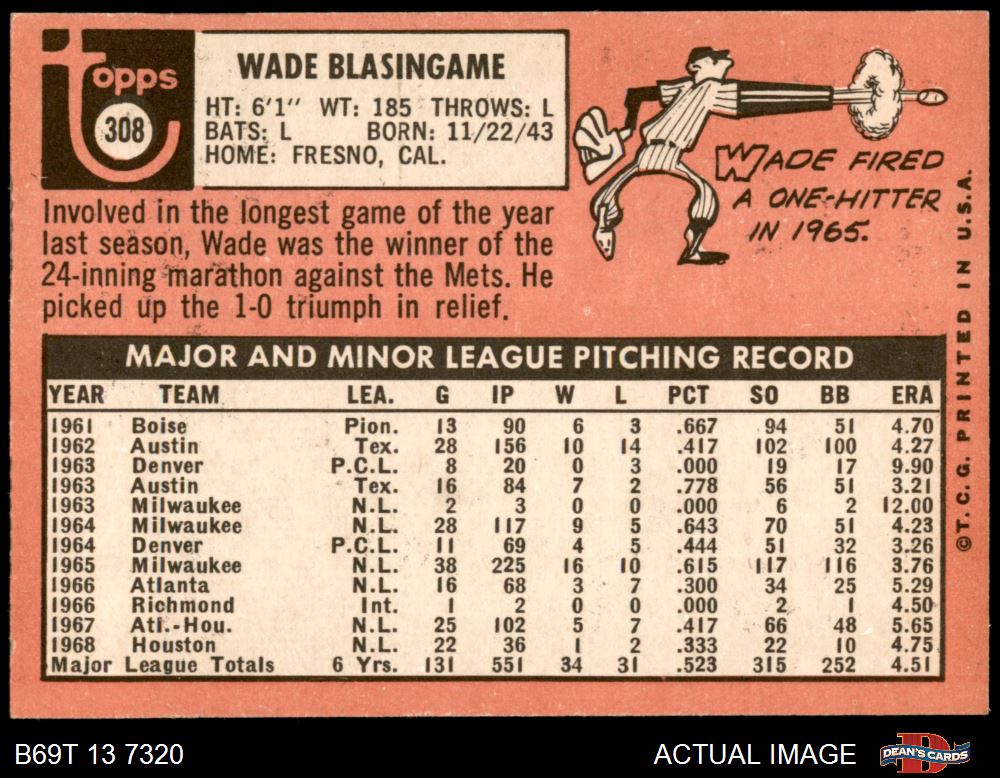 topps
308
WADE BLASINGAME
HT: 6'1" WT: 185 THROWS: L
BATS: L BORN: 11/22/43
HOME: FRESNO, CAL.
WADE FIRED
A ONE-HITTER
IN 1965.
Involved in the longest game of the year
last season, Wade was the winner of the
24-inning marathon against the Mets. He
picked up the 1-0 triumph in relief.
MAJOR AND MINOR LEAGUE PITCHING RECORD
YEAR TEAM LEA. G IP W L PCT SO BB ERA
1961 Boise Pion. 13 90 6 3 .667 94 51 4.70
1962 Austin Tex. 28 156 10 14 .417 102 100 4.27
1963 Denver P.C.L. 8 20 0 3 .000 19 17 9.90
1963 Austin Tex. 16 84 7 2 .778 56 51 3.21
1963 Milwaukee N.L. 2 3 0 0 .000 6 2 12.00
1964 Milwaukee N.L. 28 117 9 5 .643 70 51 4.23
1964 Denver P.C.L. 11 69 4 5 .444 51 32 3.26
1965 Milwaukee N.L. 38 225 16 10 .615 117 116 3.76
1966 Atlanta N.L. 16 68 3 7 .300 34 25 5.29
1966 Richmond Int. 1 2 0 0 .000 2 1 4.50
1967 Atl.-Hou. N.L. 25 102 5 7 .417 66 48 5.65
1968 Houston N.L. 22 36 1 2 .333 22 10 4.75
Major League Totals 6 Yrs. 131 551 34 31 .523 315 252 4.51
©T.C.G. PRINTED IN U.S.A.
B69T 13 7320
ACTUAL IMAGE
DEAN'S CARDS